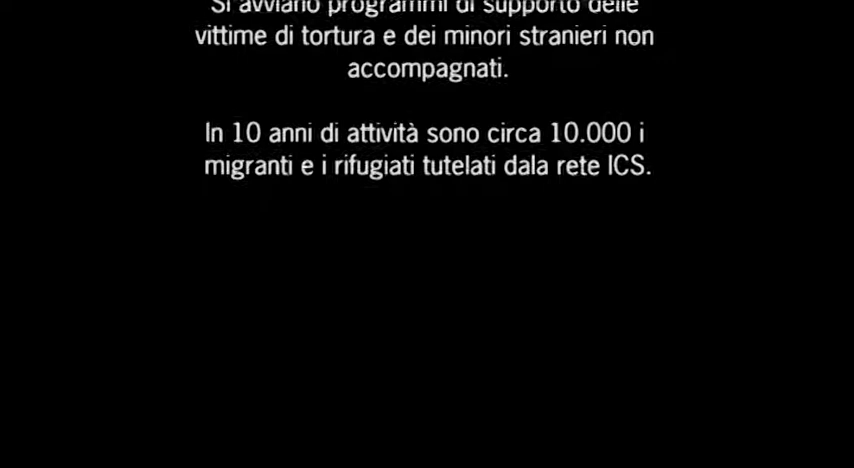 Si avviano programmi di supporto delle
vittime di tortura e dei minori stranieri non
accompagnati.
In 10 anni di attività sono circa 10.000 i
migranti e i rifugiati tutelati dala rete ICS.